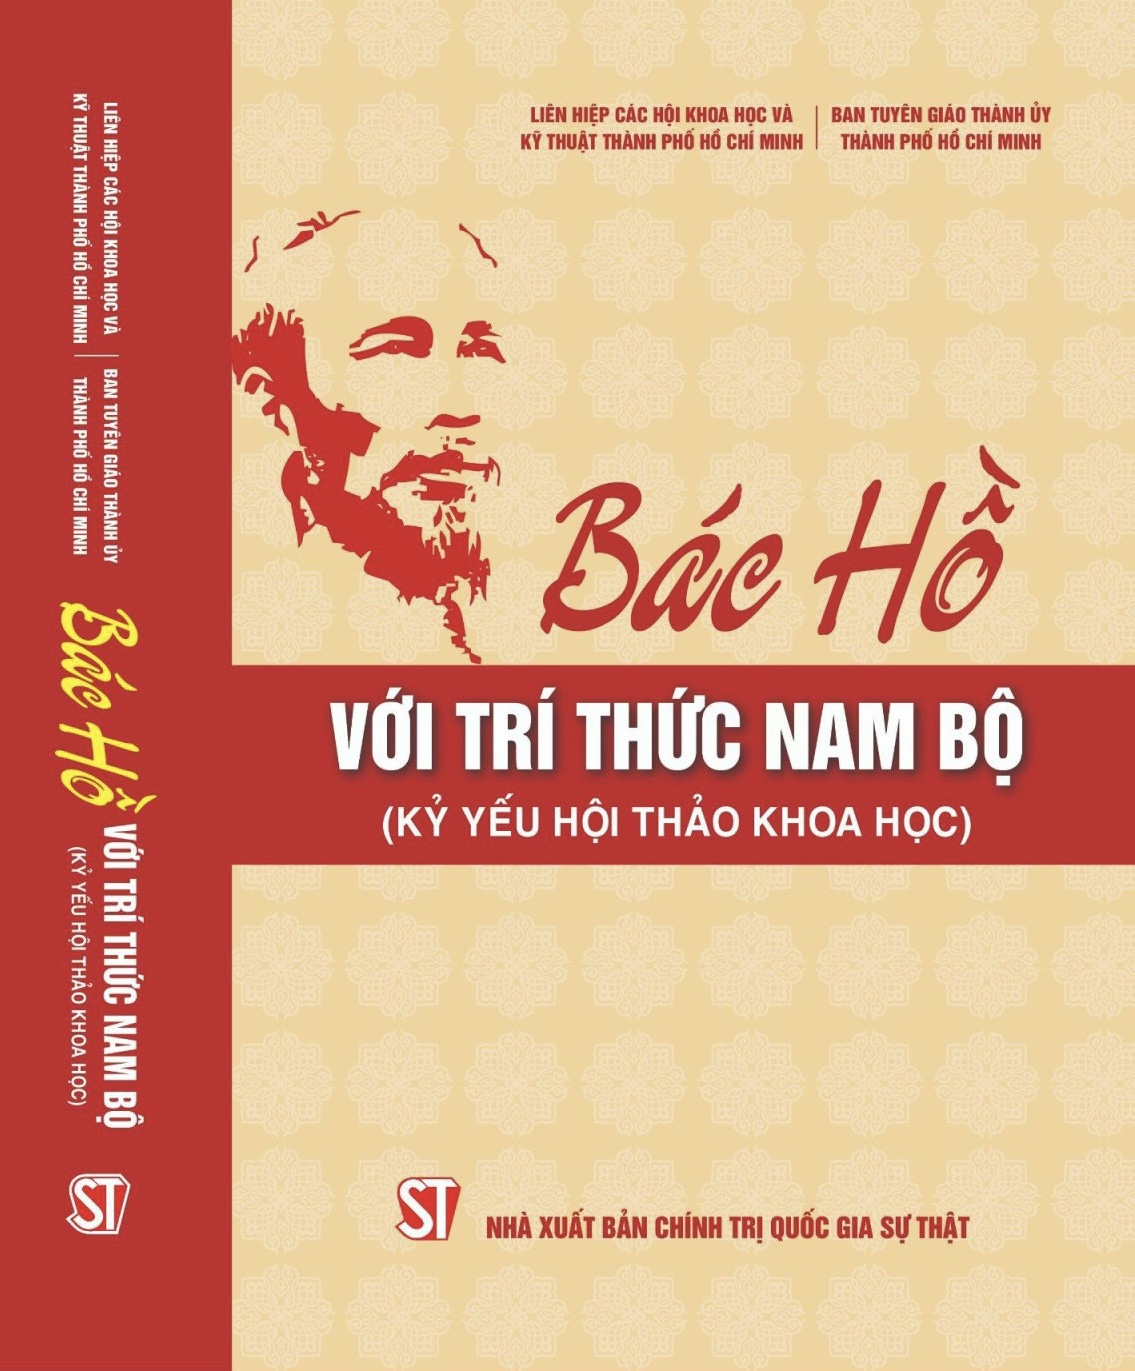 LIÊN HIỆP CÁC HỘI KHOA HỌC VÀ
KỸ THUẬT THÀNH PHỐ HỒ CHÍ MINH
BAN TUYÊN GIÁO THÀNH ỦY
THÀNH PHỐ HỒ CHÍ MINH
Bác Hồ
VỚI TRÍ THỨC NAM BỘ
(KỶ YẾU HỘI THẢO KHOA HỌC)
ST
LIÊN HIỆP CÁC HỘI KHOA HỌC VÀ
KỸ THUẬT THÀNH PHỐ HỒ CHÍ MINH
BAN TUYÊN GIÁO THÀNH ỦY
THÀNH PHỐ HỒ CHÍ MINH
Bác Hồ
VỚI TRÍ THỨC NAM BỘ
(KỶ YẾU HỘI THẢO KHOA HỌC)
ST
NHÀ XUẤT BẢN CHÍNH TRỊ QUỐC GIA SỰ THẬT